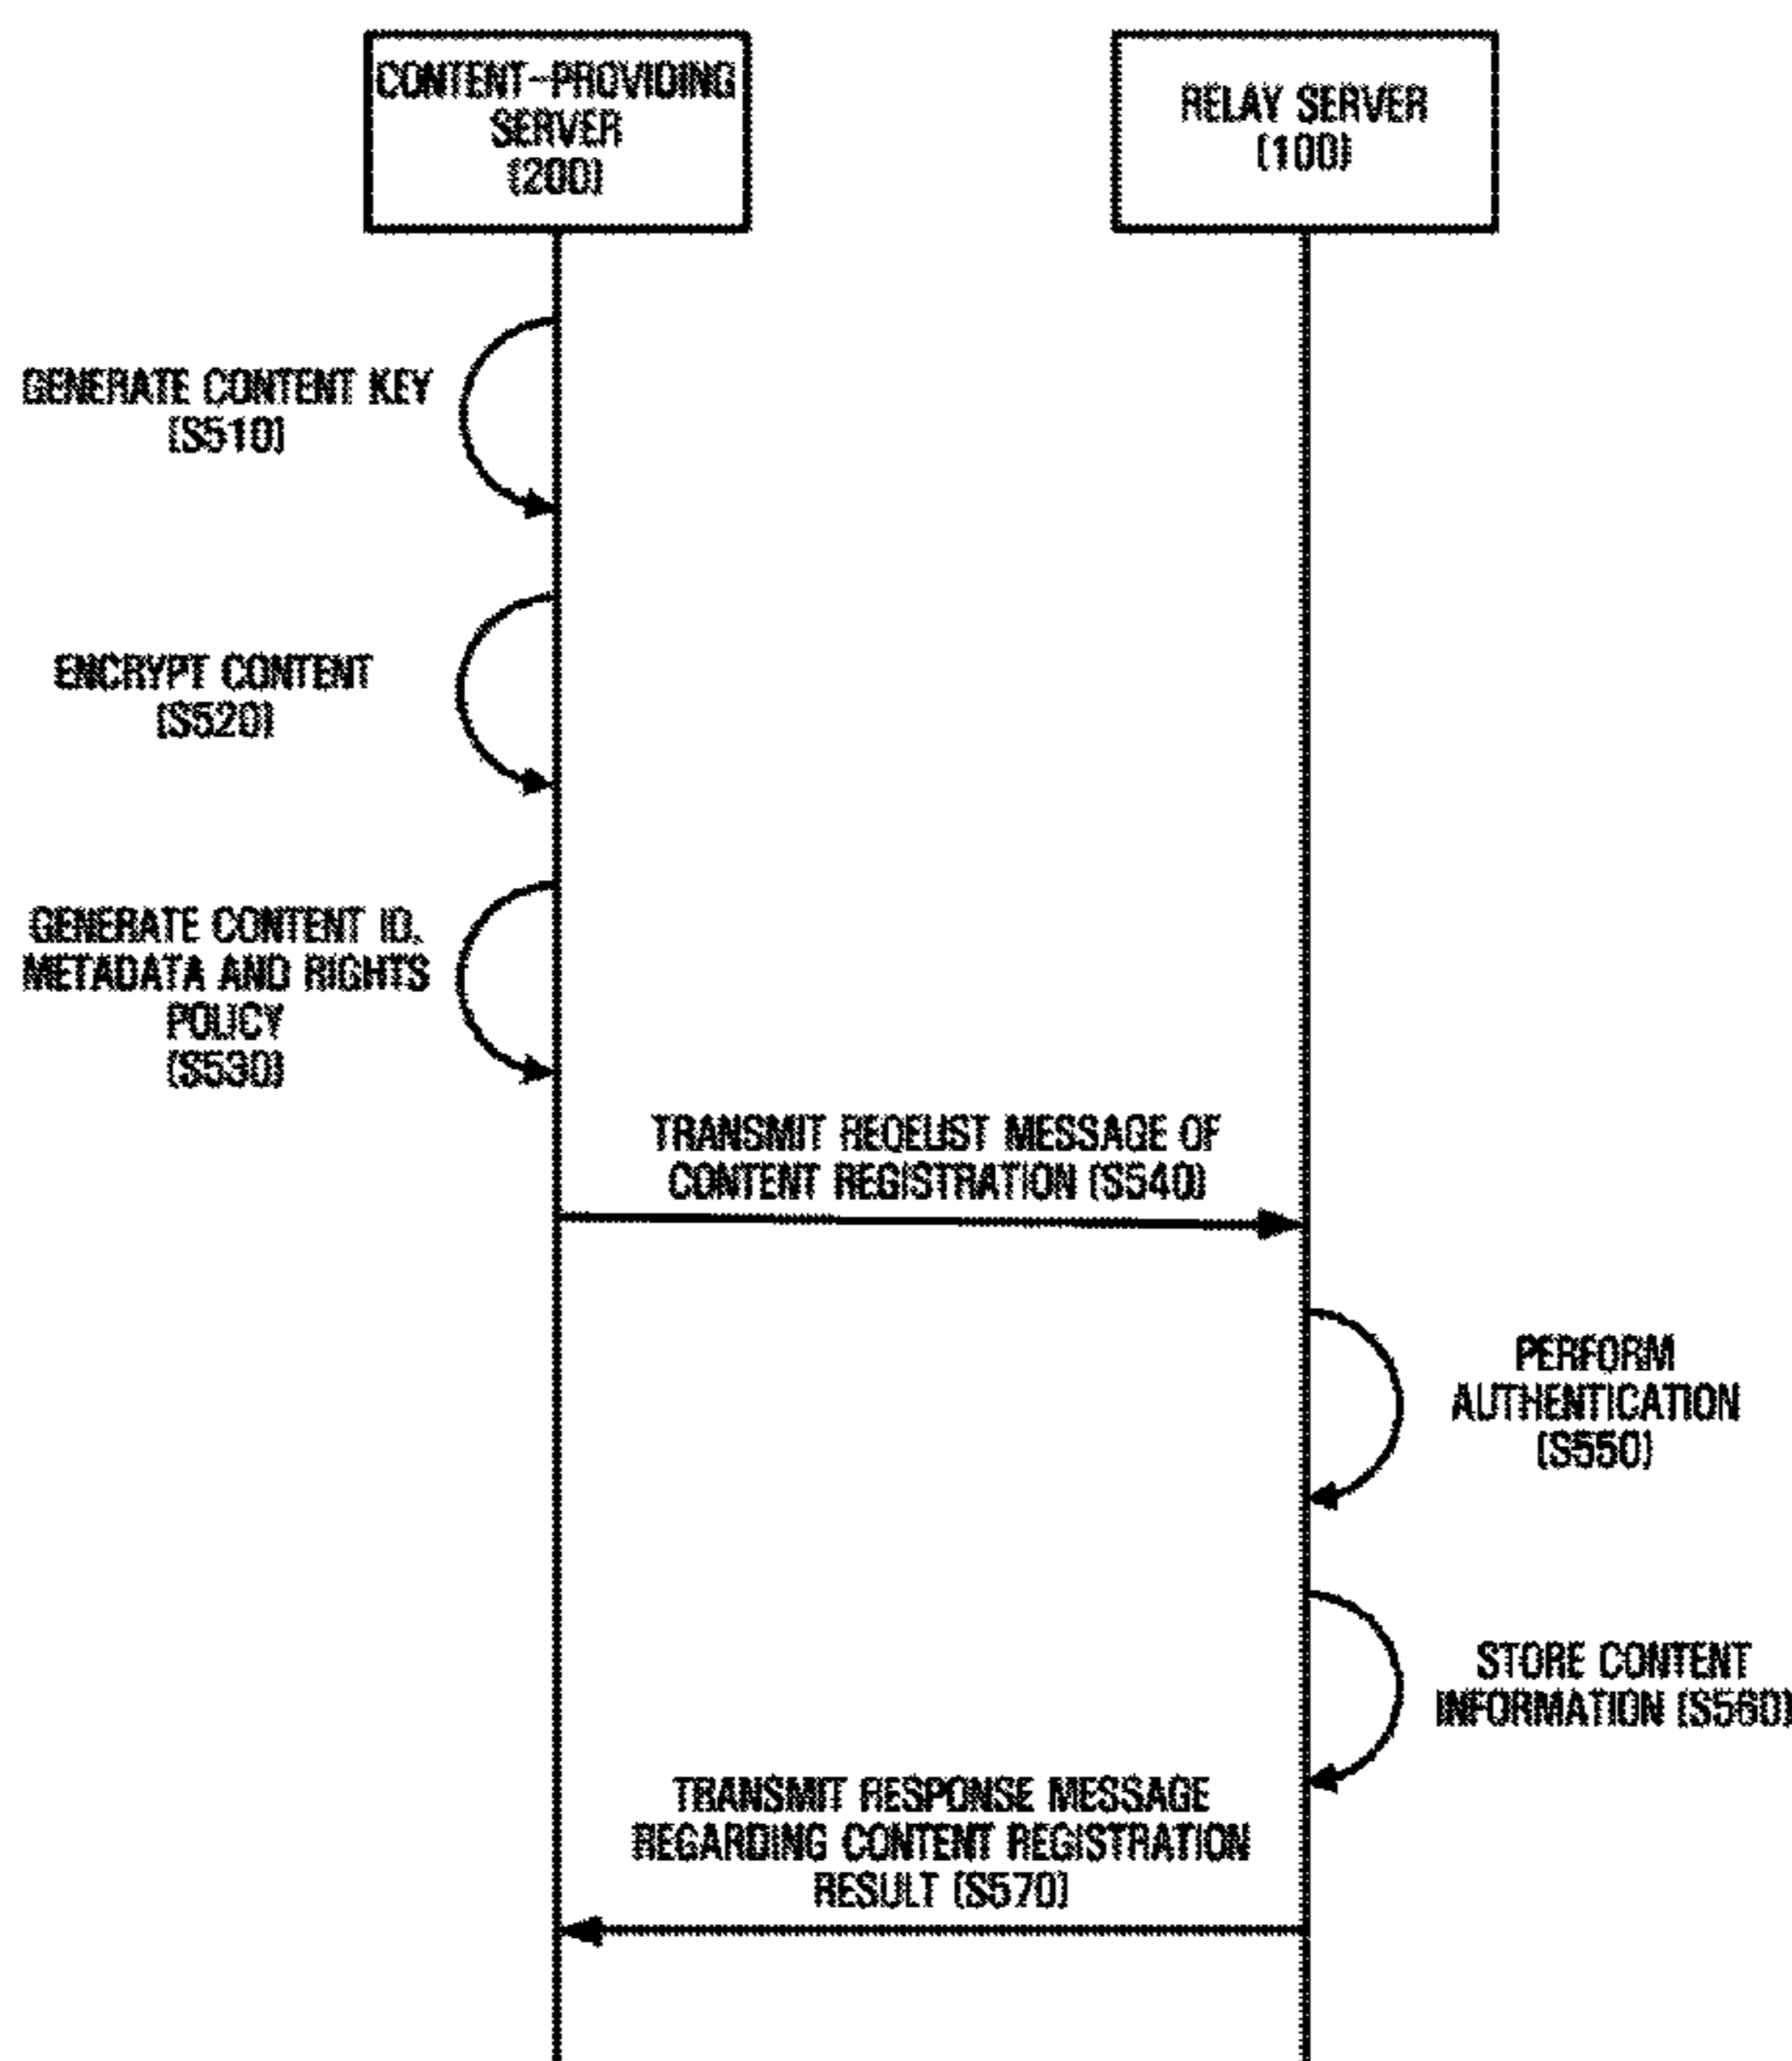 CONTENT-PROVIDING
SERVER
(200)
RELAY SERVER
(100)
GENERATE CONTENT KEY
(S510)
ENCRYPT CONTENT
(S520)
GENERATE CONTENT ID,
METADATA AND RIGHTS
POLICY
(S530)
TRANSMIT REQEUST MESSAGE OF
CONTENT REGISTRATION (S540)
PERFORM
AUTHENTICATION
(S550)
STORE CONTENT
INFORMATION (S560)
TRANSMIT RESPONSE MESSAGE
REGARDING CONTENT REGISTRATION
RESULT (S570)